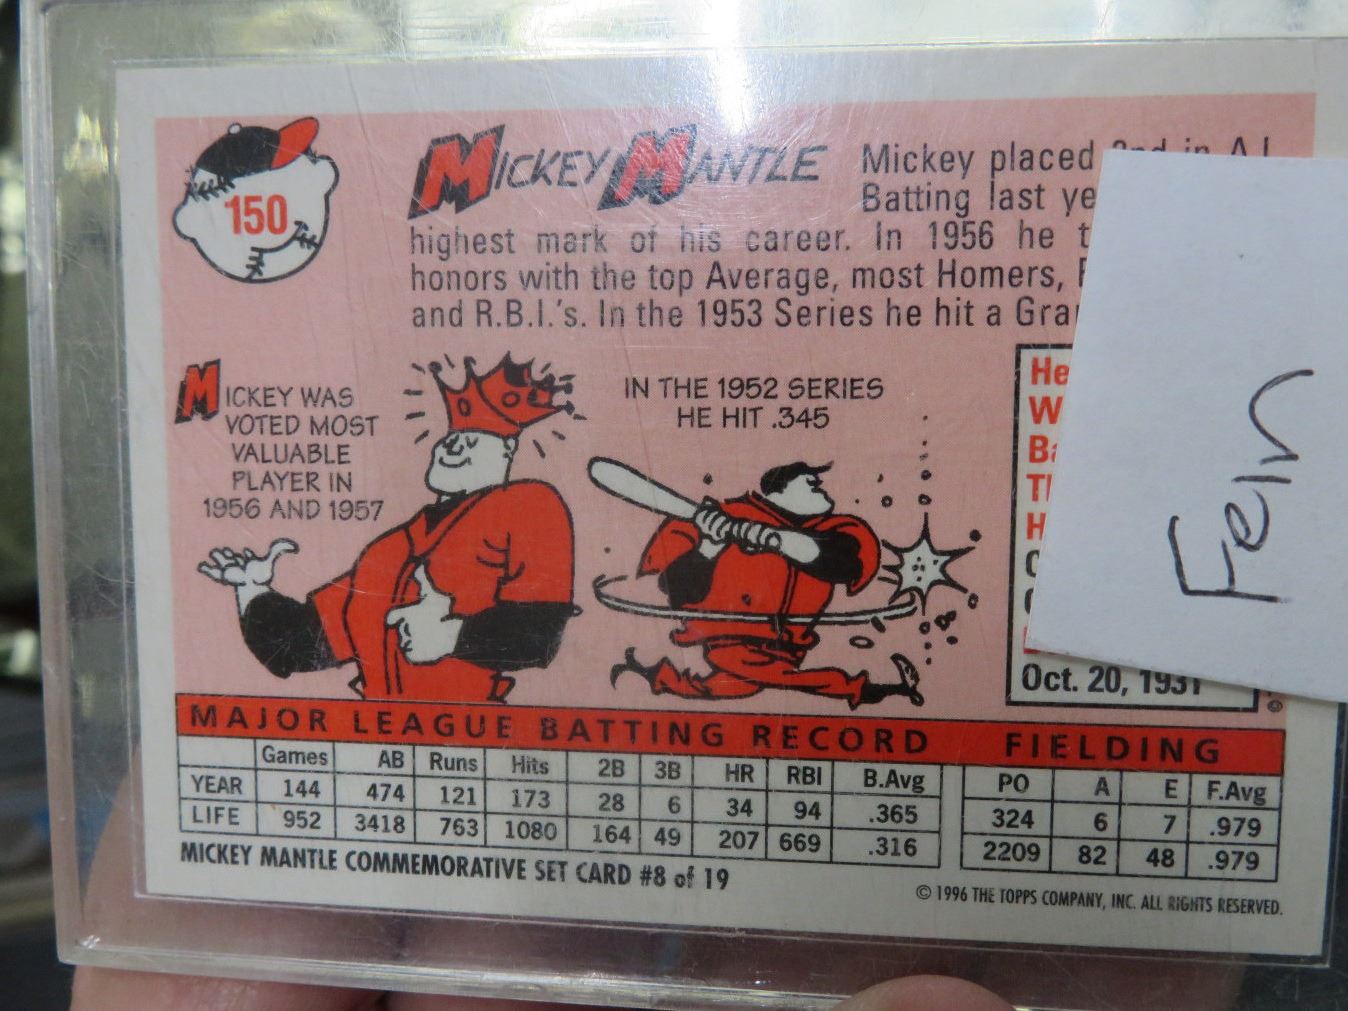 150
MICKEY MANTLE
Mickey placed 2nd in A.L.
Batting last ye
highest mark of his career. In 1956 he t
honors with the top Average, most Homers,
and R.B.I.'s. In the 1953 Series he hit a Gra
MICKEY WAS
VOTED MOST
VALUABLE
PLAYER IN
1956 AND 1957
IN THE 1952 SERIES
HE HIT .345
He
W
Ba
T
H
Oct. 20, 1931
©
Fein
MAJOR LEAGUE BATTING RECORD FIELDING
Games AB Runs Hits 2B 3B HR RBI B.Avg PO A E F.Avg
YEAR 144 474 121 173 28 6 34 94 .365 324 6 7 .979
LIFE 952 3418 763 1080 164 49 207 669 .316 2209 82 48 .979
MICKEY MANTLE COMMEMORATIVE SET CARD #8 of 19
© 1996 THE TOPPS COMPANY, INC. ALL RIGHTS RESERVED.